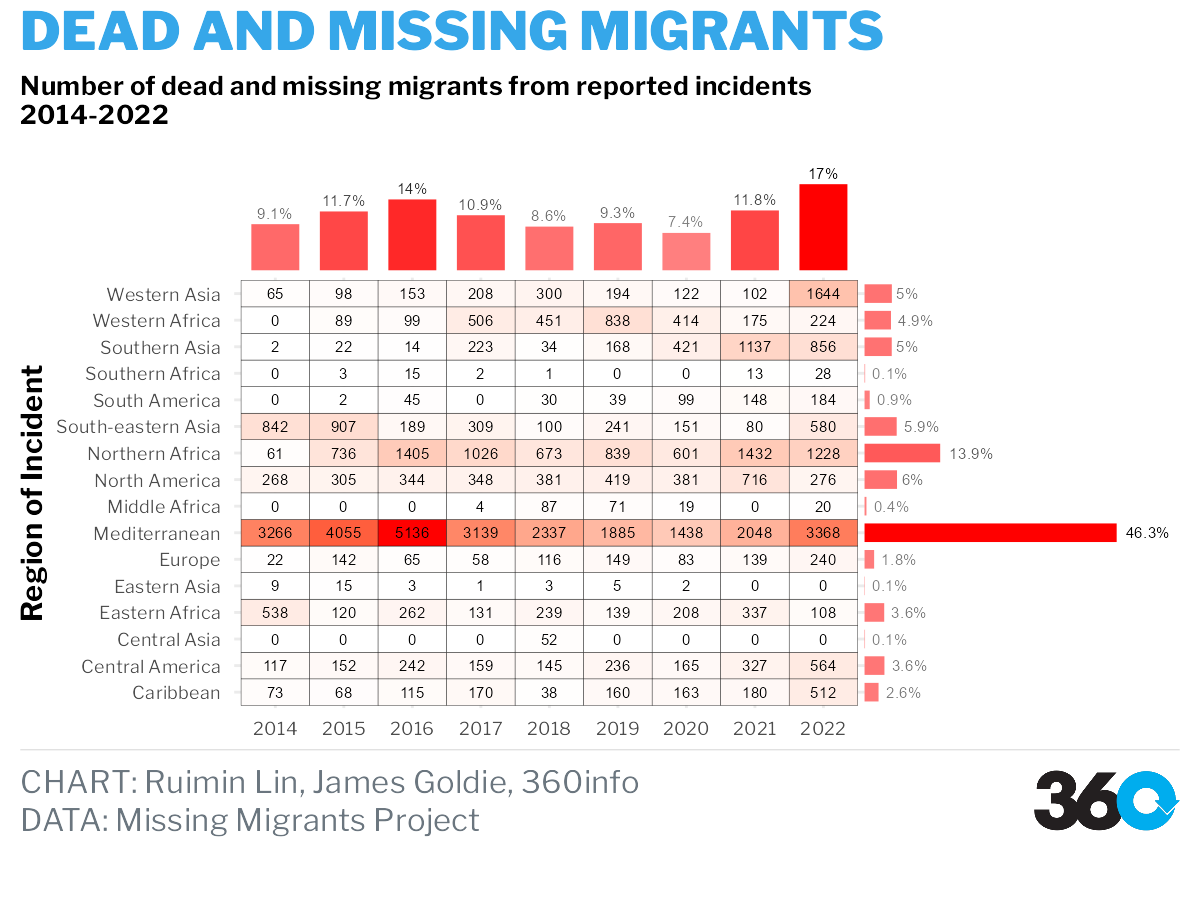 DEAD AND MISSING MIGRANTS
Number of dead and missing migrants from reported incidents
2014-2022
9.1% 11.7% 14% 10.9% 8.6% 9.3% 7.4% 11.8% 17%
Region of Incident
Western Asia 65 98 153 208 300 194 122 102 1644 5%
Western Africa 0 89 99 506 451 838 414 175 224 4.9%
Southern Asia 2 22 14 223 34 168 421 1137 856 5%
Southern Africa 0 3 15 2 1 0 0 13 28 0.1%
South America 0 2 45 0 30 39 99 148 184 0.9%
South-eastern Asia 842 907 189 309 100 241 151 80 580 5.9%
Northern Africa 61 736 1405 1026 673 839 601 1432 1228 13.9%
North America 268 305 344 348 381 419 381 716 276 6%
Middle Africa 0 0 0 4 87 71 19 0 20 0.4%
Mediterranean 3266 4055 5136 3139 2337 1885 1438 2048 3368 46.3%
Europe 22 142 65 58 116 149 83 139 240 1.8%
Eastern Asia 9 15 3 1 3 5 2 0 0 0.1%
Eastern Africa 538 120 262 131 239 139 208 337 108 3.6%
Central Asia 0 0 0 0 52 0 0 0 0 0.1%
Central America 117 152 242 159 145 236 165 327 564 3.6%
Caribbean 73 68 115 170 38 160 163 180 512 2.6%
2014 2015 2016 2017 2018 2019 2020 2021 2022
CHART: Ruimin Lin, James Goldie, 360info
DATA: Missing Migrants Project
360